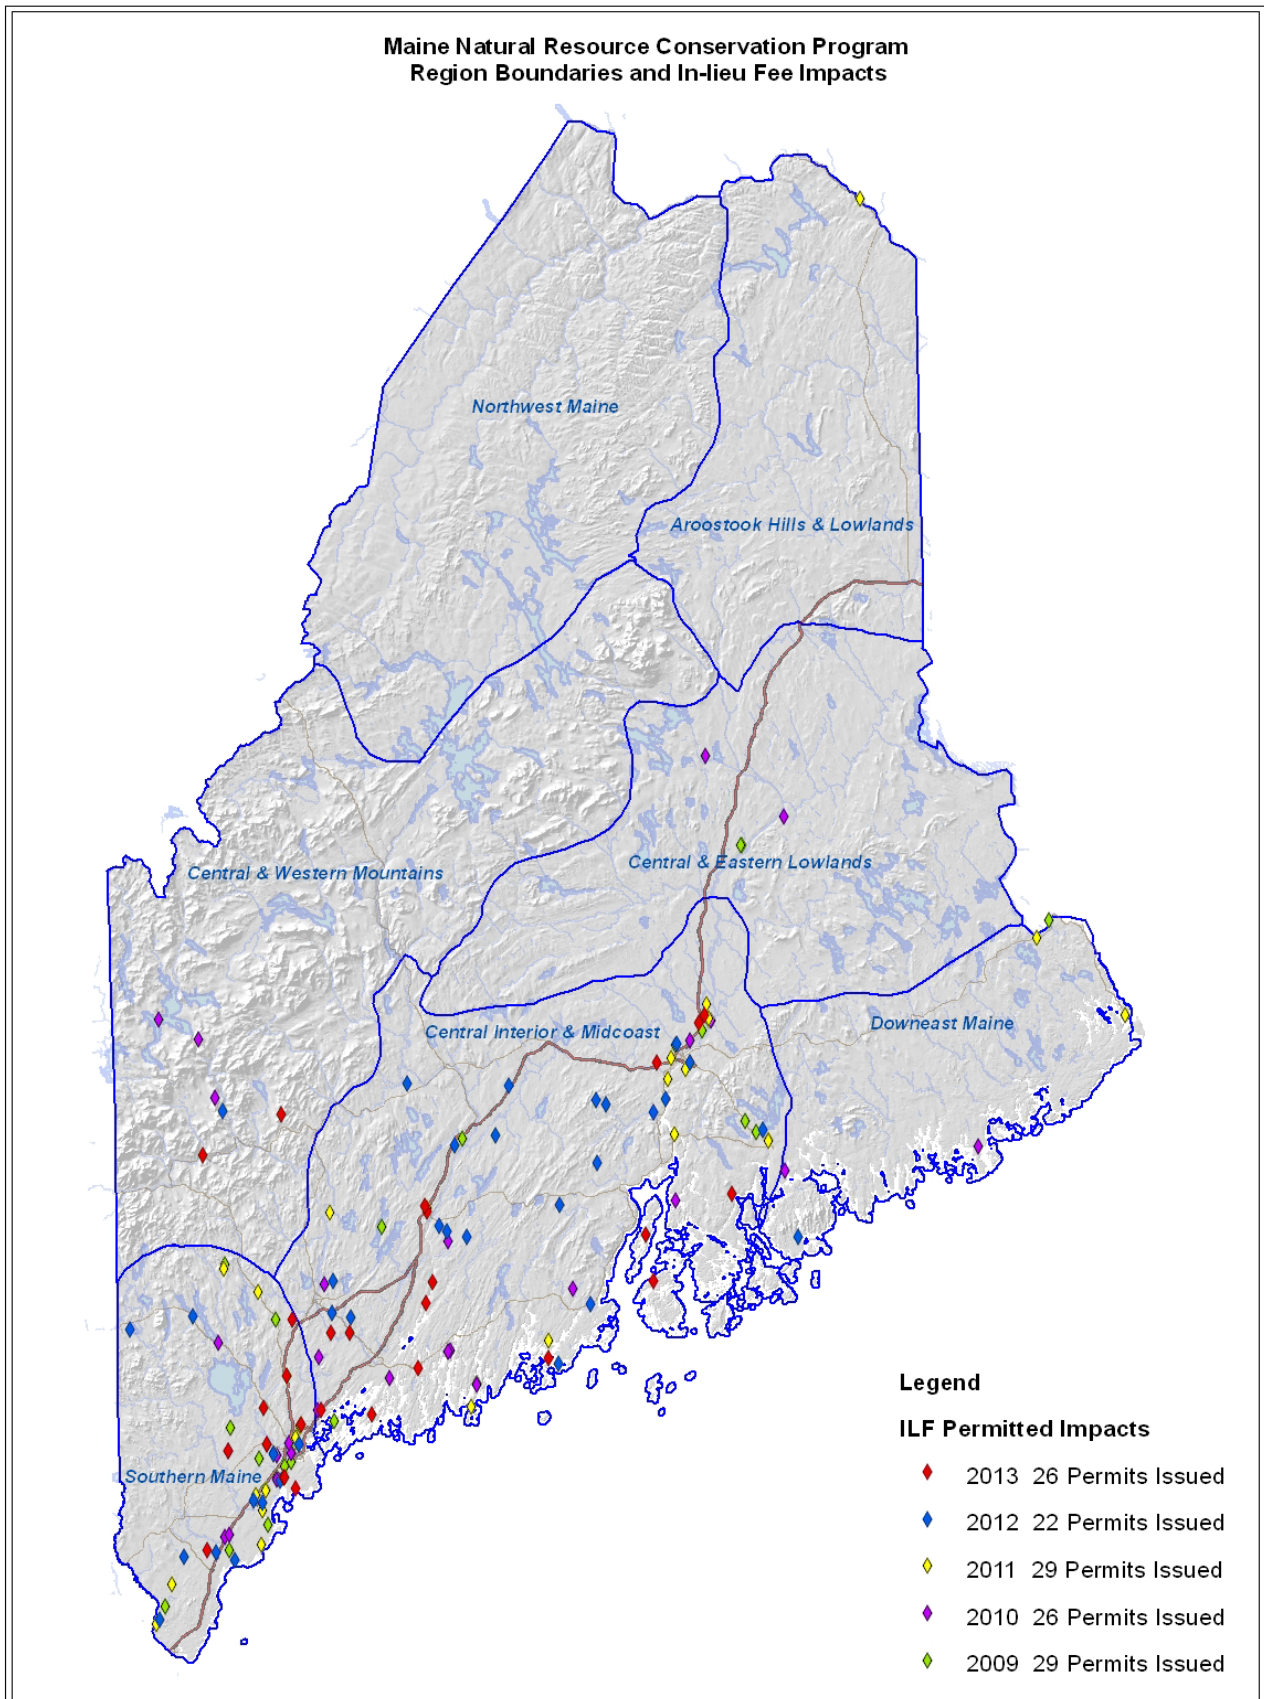 Maine Natural Resource Conservation Program
Region Boundaries and In-lieu Fee Impacts
Northwest Maine
Aroostook Hills & Lowlands
Central & Eastern Lowlands
Central & Western Mountains
Central Interior & Midcoast
Downeast Maine
Southern Maine
Legend
ILF Permitted Impacts
2013 26 Permits Issued
2012 22 Permits Issued
2011 29 Permits Issued
2010 26 Permits Issued
2009 29 Permits Issued